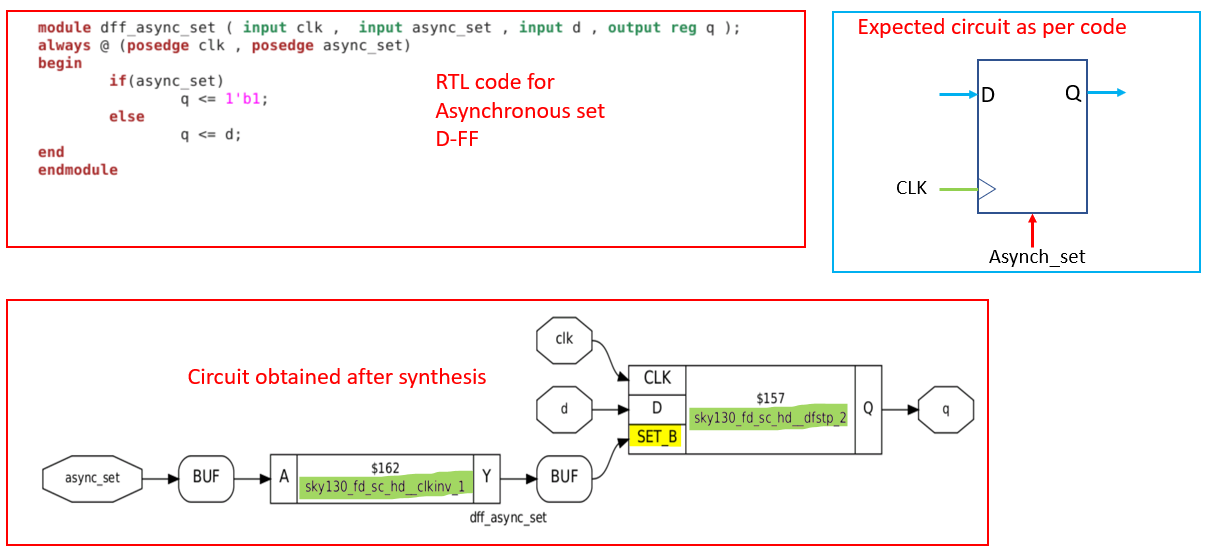 module dff_async_set ( input clk ,  input async_set , input d , output reg q );
always @ (posedge clk , posedge async_set)
begin
if(async_set)
q <= 1'b1;
else
q <= d;
end
endmodule
RTL code for
Asynchronous set
D-FF
Expected circuit as per code
D
Q
CLK
Asynch_set
Circuit obtained after synthesis
clk
d
async_set
BUF
A
$162
sky130_fd_sc_hd__clkinv_1
Y
BUF
dff_async_set
CLK
D
SET_B
$157
sky130_fd_sc_hd__dfstp_2
Q
q